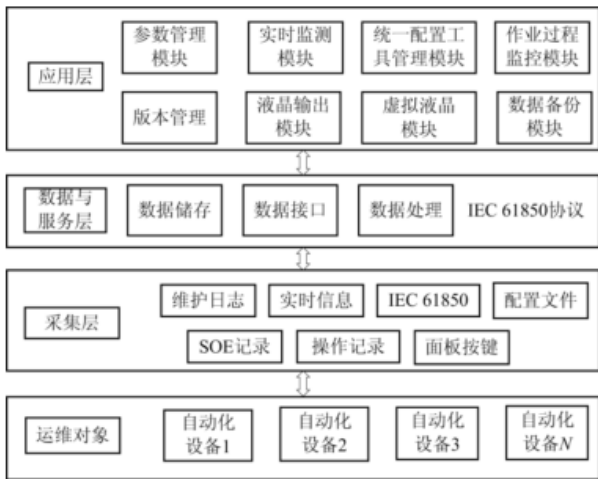 参数管理
模块
实时监测
模块
统一配置工
具管理模块
作业过程
监控模块
应用层
版本管理
液晶输出
模块
虚拟液晶
模块
数据备份
模块
数据与
服务层
数据储存
数据接口
数据处理
IEC 61850协议
维护日志
实时信息
IEC 61850
配置文件
采集层
SOE记录
操作记录
面板按键
运维对象
自动化
设备1
自动化
设备2
自动化
设备3
自动化
设备N